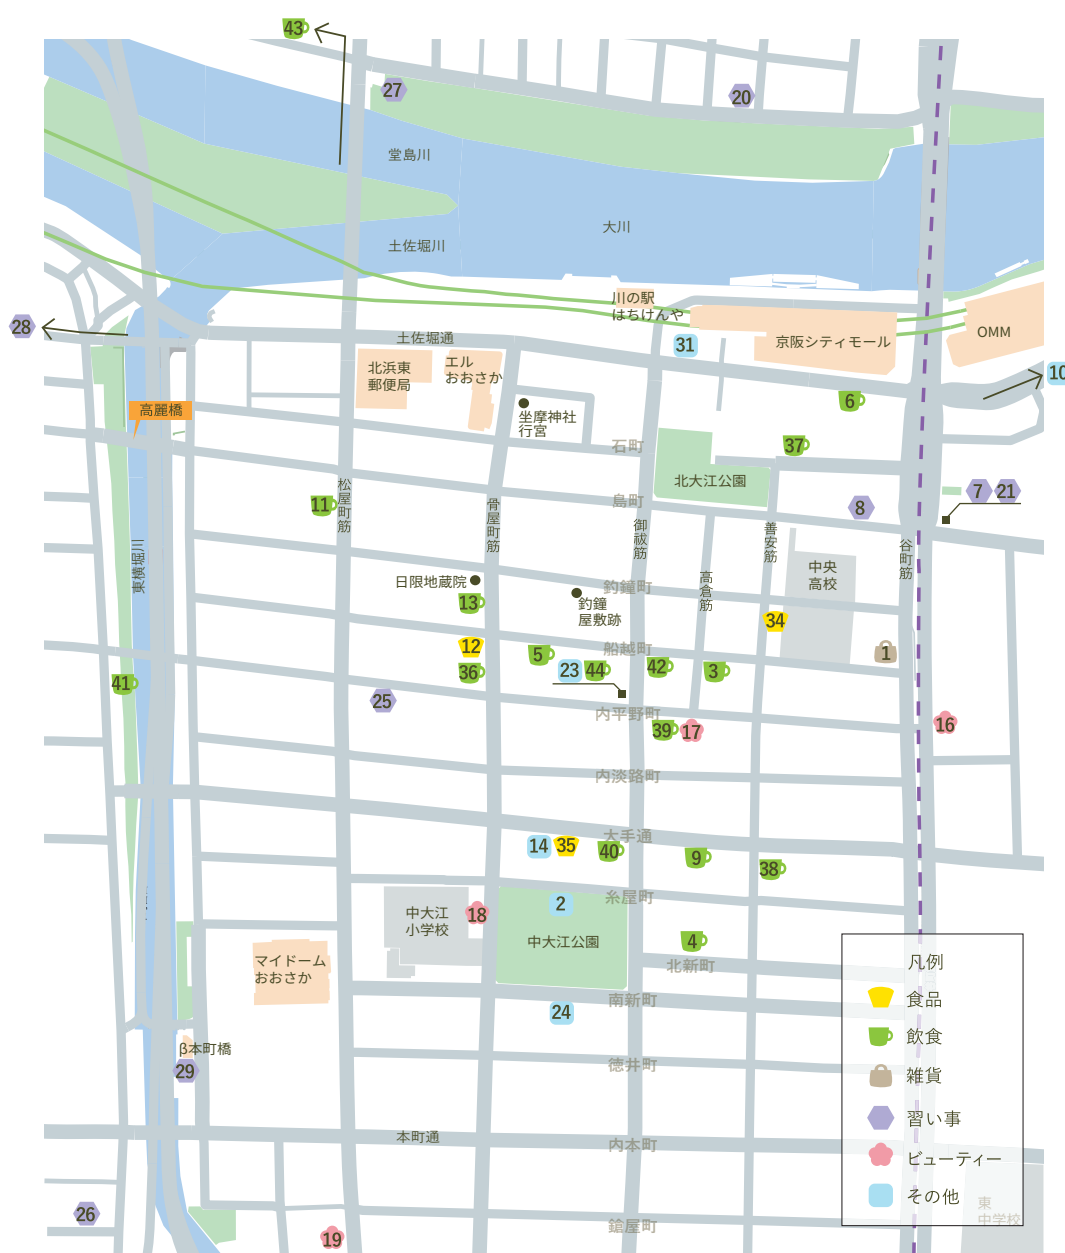 43
27
20
堂島川
大川
土佐堀川
川の駅
はちけんや
28
土佐堀通
31
京阪シティモール
OMM
北浜東
郵便局
エル
おおさか
10
高麗橋
6
坐摩神社
行宮
石町
37
北大江公園
松屋町筋
11
骨屋町筋
島町
御祓筋
善安筋
8
7
21
谷町筋
東横堀川
中央
高校
日限地蔵院
釣鐘町
高倉筋
13
釣鐘
屋敷跡
34
12
5
船越町
1
36
23
44
42
3
41
25
内平野町
39
17
16
内淡路町
大手通
14
35
40
9
38
糸屋町
2
中大江
小学校
18
中大江公園
4
北新町
マイドーム
おおさか
南新町
24
β本町橋
29
徳井町
本町通
内本町
26
19
鎗屋町
凡例
食品
飲食
雑貨
習い事
ビューティー
その他
東
中学校